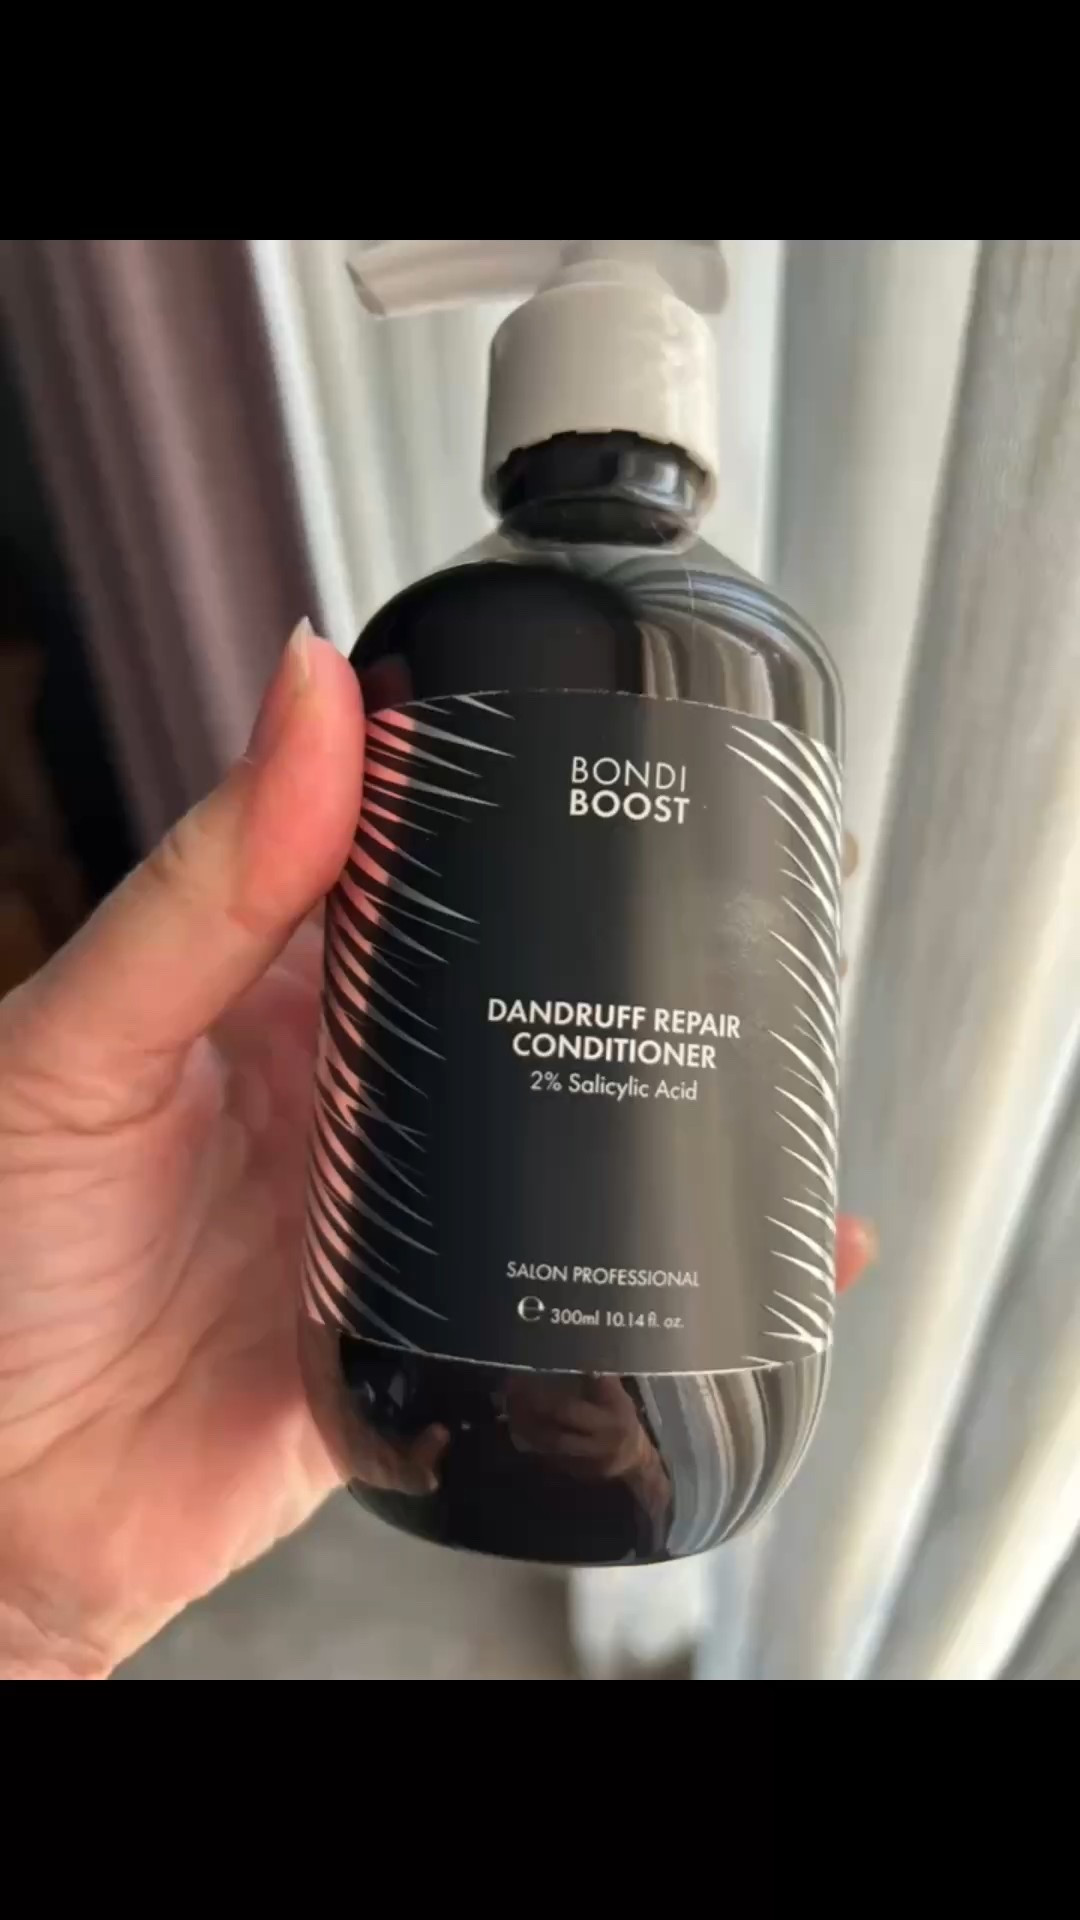 BONDI
BOOST
DANDRUFF REPAIR
CONDITIONER
2% Salicylic Acid
SALON PROFESSIONAL
℮ 300ml 10.14 fl. oz.